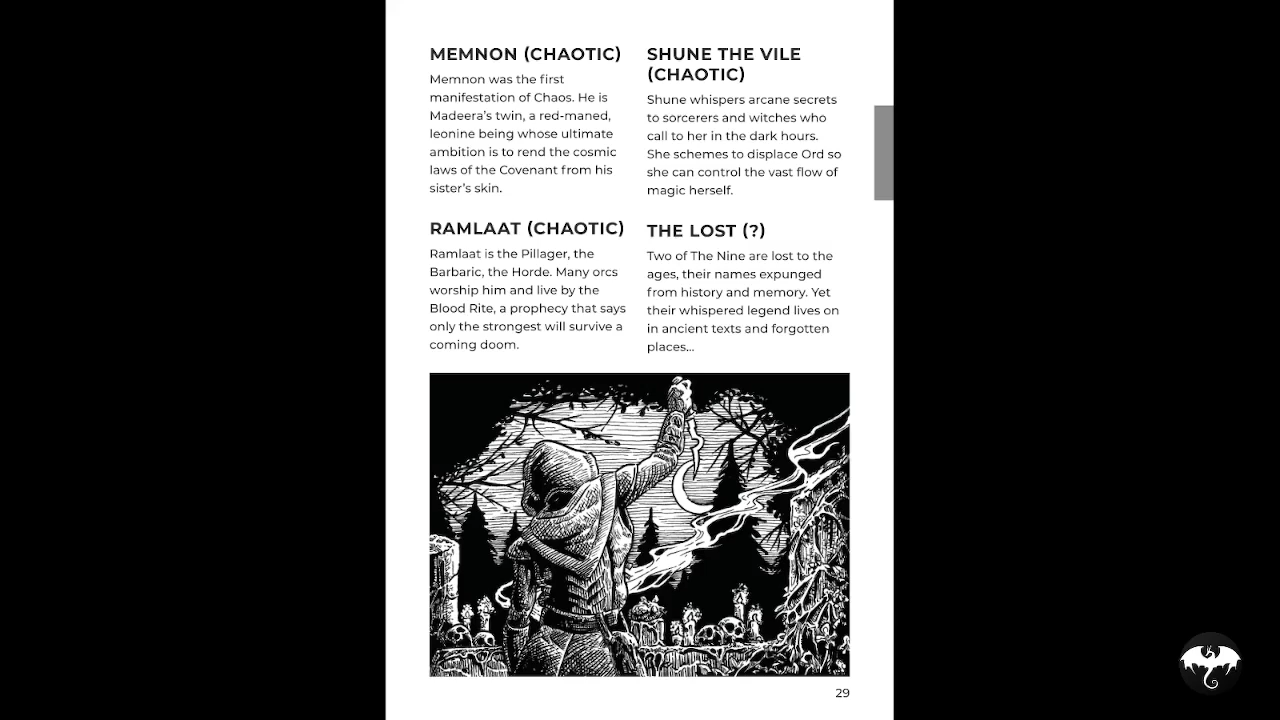 MEMNON (CHAOTIC)
Memnon was the first
manifestation of Chaos. He is
Madeera's twin, a red-maned,
leonine being whose ultimate
ambition is to rend the cosmic
laws of the Covenant from his
sister's skin.
RAMLAAT (CHAOTIC)
Ramlaat is the Pillager, the
Barbaric, the Horde. Many orcs
worship him and live by the
Blood Rite, a prophecy that says
only the strongest will survive a
coming doom.
SHUNE THE VILE
(CHAOTIC)
Shune whispers arcane secrets
to sorcerers and witches who
call to her in the dark hours.
She schemes to displace Ord so
she can control the vast flow of
magic herself.
THE LOST (?)
Two of The Nine are lost to the
ages, their names expunged
from history and memory. Yet
their whispered legend lives on
in ancient texts and forgotten
places...
29